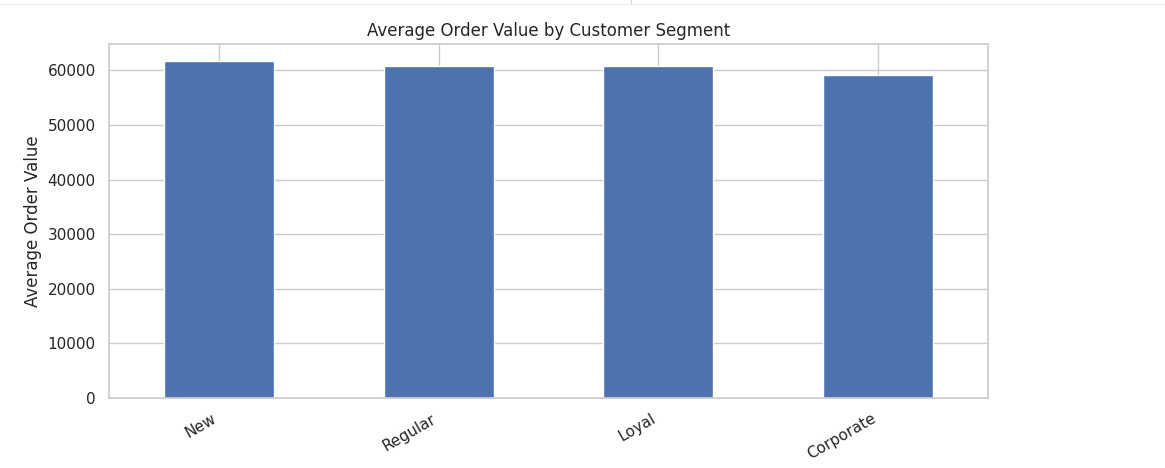 Average Order Value by Customer Segment
Average Order Value
60000
50000
40000
30000
20000
10000
0
New
Regular
Loyal
Corporate